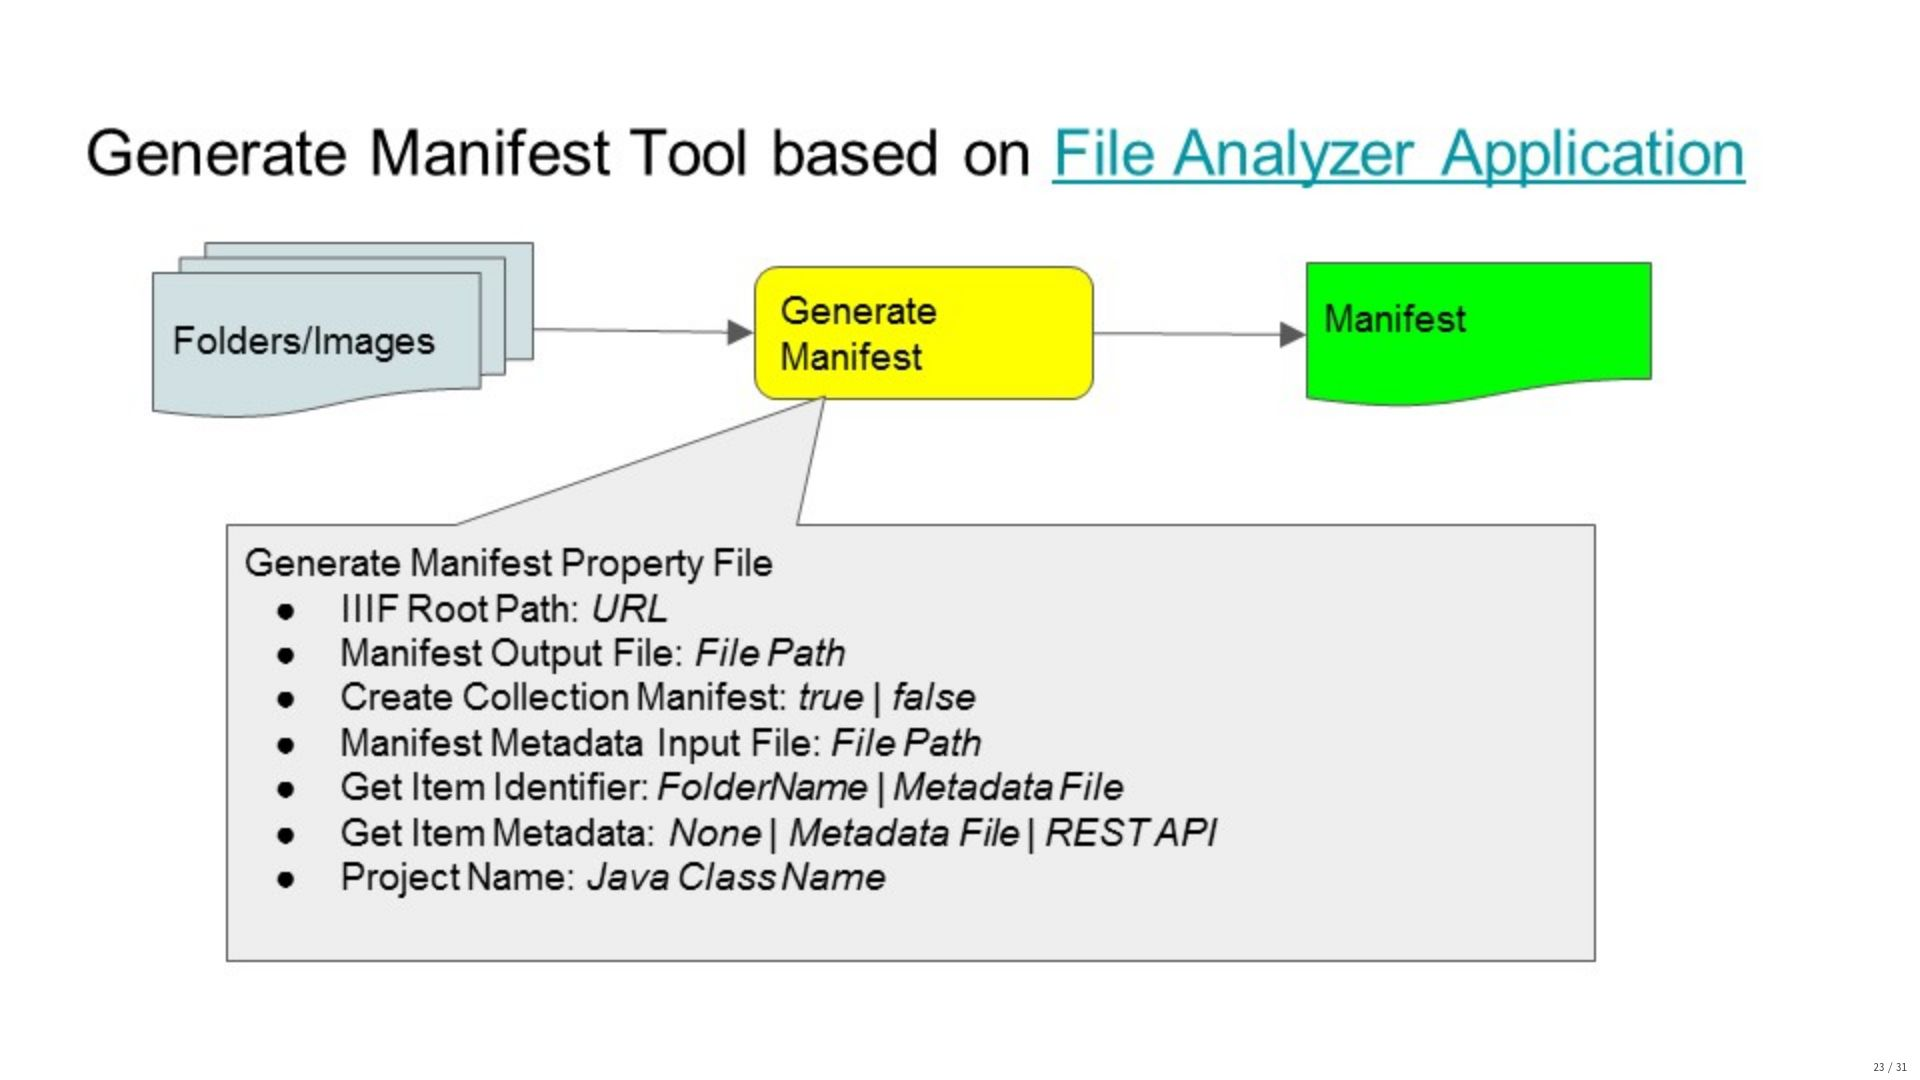 Generate Manifest Tool based on File Analyzer Application
Folders/Images
Generate
Manifest
Manifest
Generate Manifest Property File
● IIIF Root Path: URL
● Manifest Output File: File Path
● Create Collection Manifest: true | false
● Manifest Metadata Input File: File Path
● Get Item Identifier: FolderName | Metadata File
● Get Item Metadata: None | Metadata File | REST API
● Project Name: Java Class Name
23 / 31